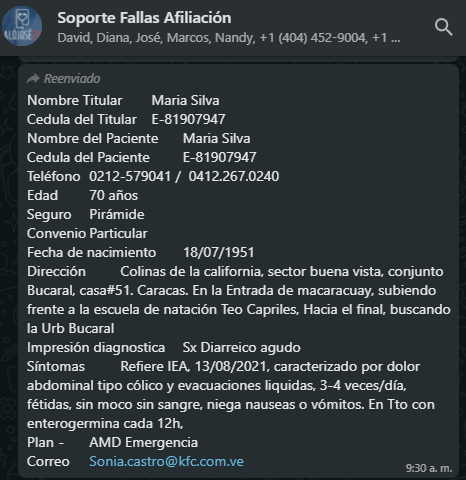 Soporte Fallas Afiliación
David, Diana, José, Marcos, Nandy, +1 (404) 452-9004, +1 ...
ALÓJOSÉ
Reenviado
Nombre Titular Maria Silva
Cedula del Titular E-81907947
Nombre del Paciente Maria Silva
Cedula del Paciente E-81907947
Teléfono 0212-579041 / 0412.267.0240
Edad 70 años
Seguro Pirámide
Convenio Particular
Fecha de nacimiento 18/07/1951
Dirección Colinas de la california, sector buena vista, conjunto
Bucaral, casa#51. Caracas. En la Entrada de macaracuay, subiendo
frente a la escuela de natación Teo Capriles, Hacia el final, buscando
la Urb Bucaral
Impresión diagnostica Sx Diarreico agudo
Síntomas Refiere IEA, 13/08/2021, caracterizado por dolor
abdominal tipo cólico y evacuaciones liquidas, 3-4 veces/día,
fétidas, sin moco sin sangre, niega nauseas o vómitos. En Tto con
enterogermina cada 12h,
Plan - AMD Emergencia
Correo Sonia.castro@kfc.com.ve
9:30 a. m.